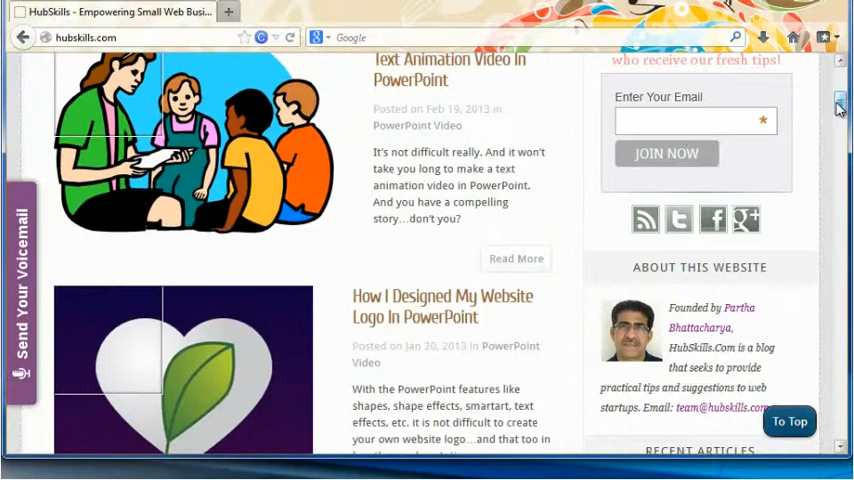 HubSkills - Empowering Small Web Busi...
hubskills.com
Google
Text Animation Video In
PowerPoint
Posted on Feb 19, 2013 in
PowerPoint Video
It's not difficult really. And it won't
take you long to make a text
animation video in PowerPoint.
And you have a compelling
story...don't you?
Read More
How I Designed My Website
Logo In PowerPoint
Posted on Jan 20, 2013 in PowerPoint
Video
With the PowerPoint features like
shapes, shape effects, smartart, text
effects, etc. it is not difficult to create
your own website logo...and that too in
who receive our fresh tips!
Enter Your Email
*
JOIN NOW
ABOUT THIS WEBSITE
Founded by Partha
Bhattacharya,
HubSkills.Com is a blog
that seeks to provide
practical tips and suggestions to web
startups. Email: team@hubskills.com
To Top
RECENT ARTICLES
Send Your Voicemail